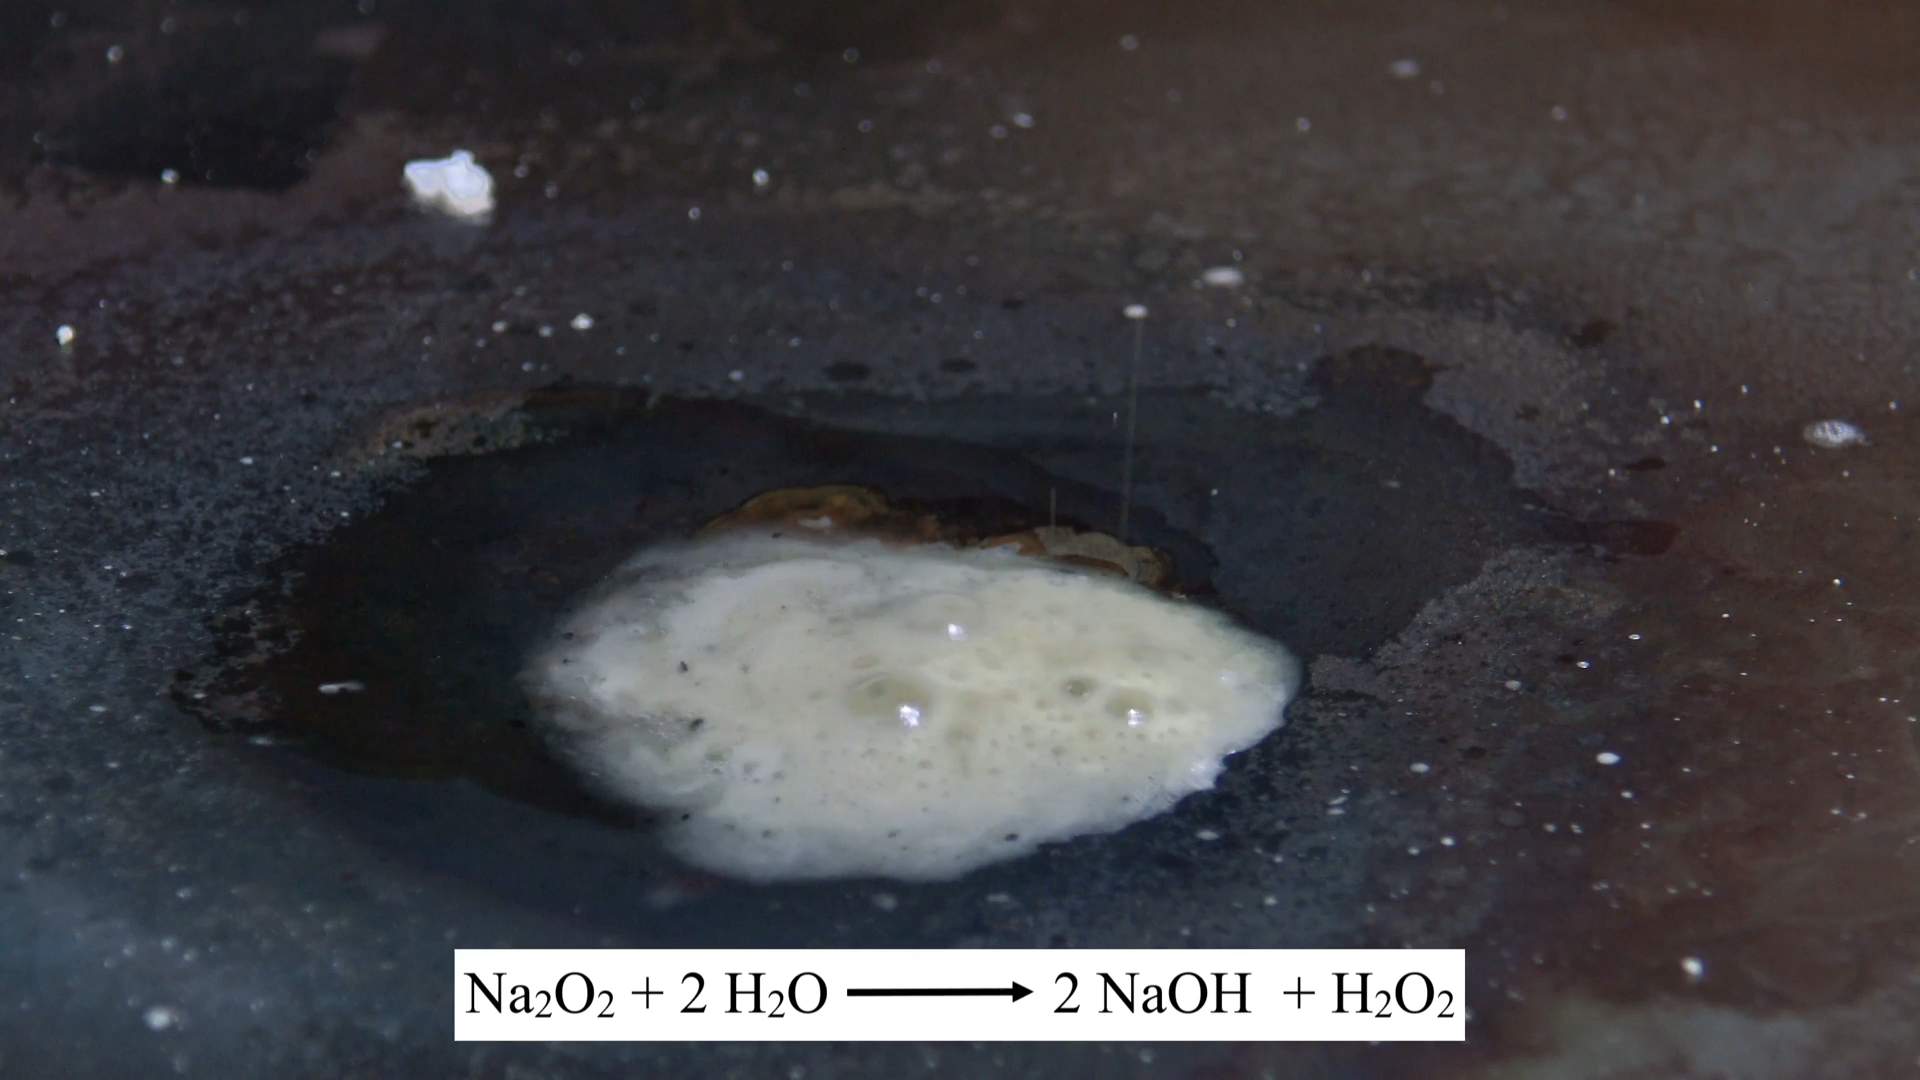 Na₂O₂ + 2 H₂O ⟶ 2 NaOH + H₂O₂